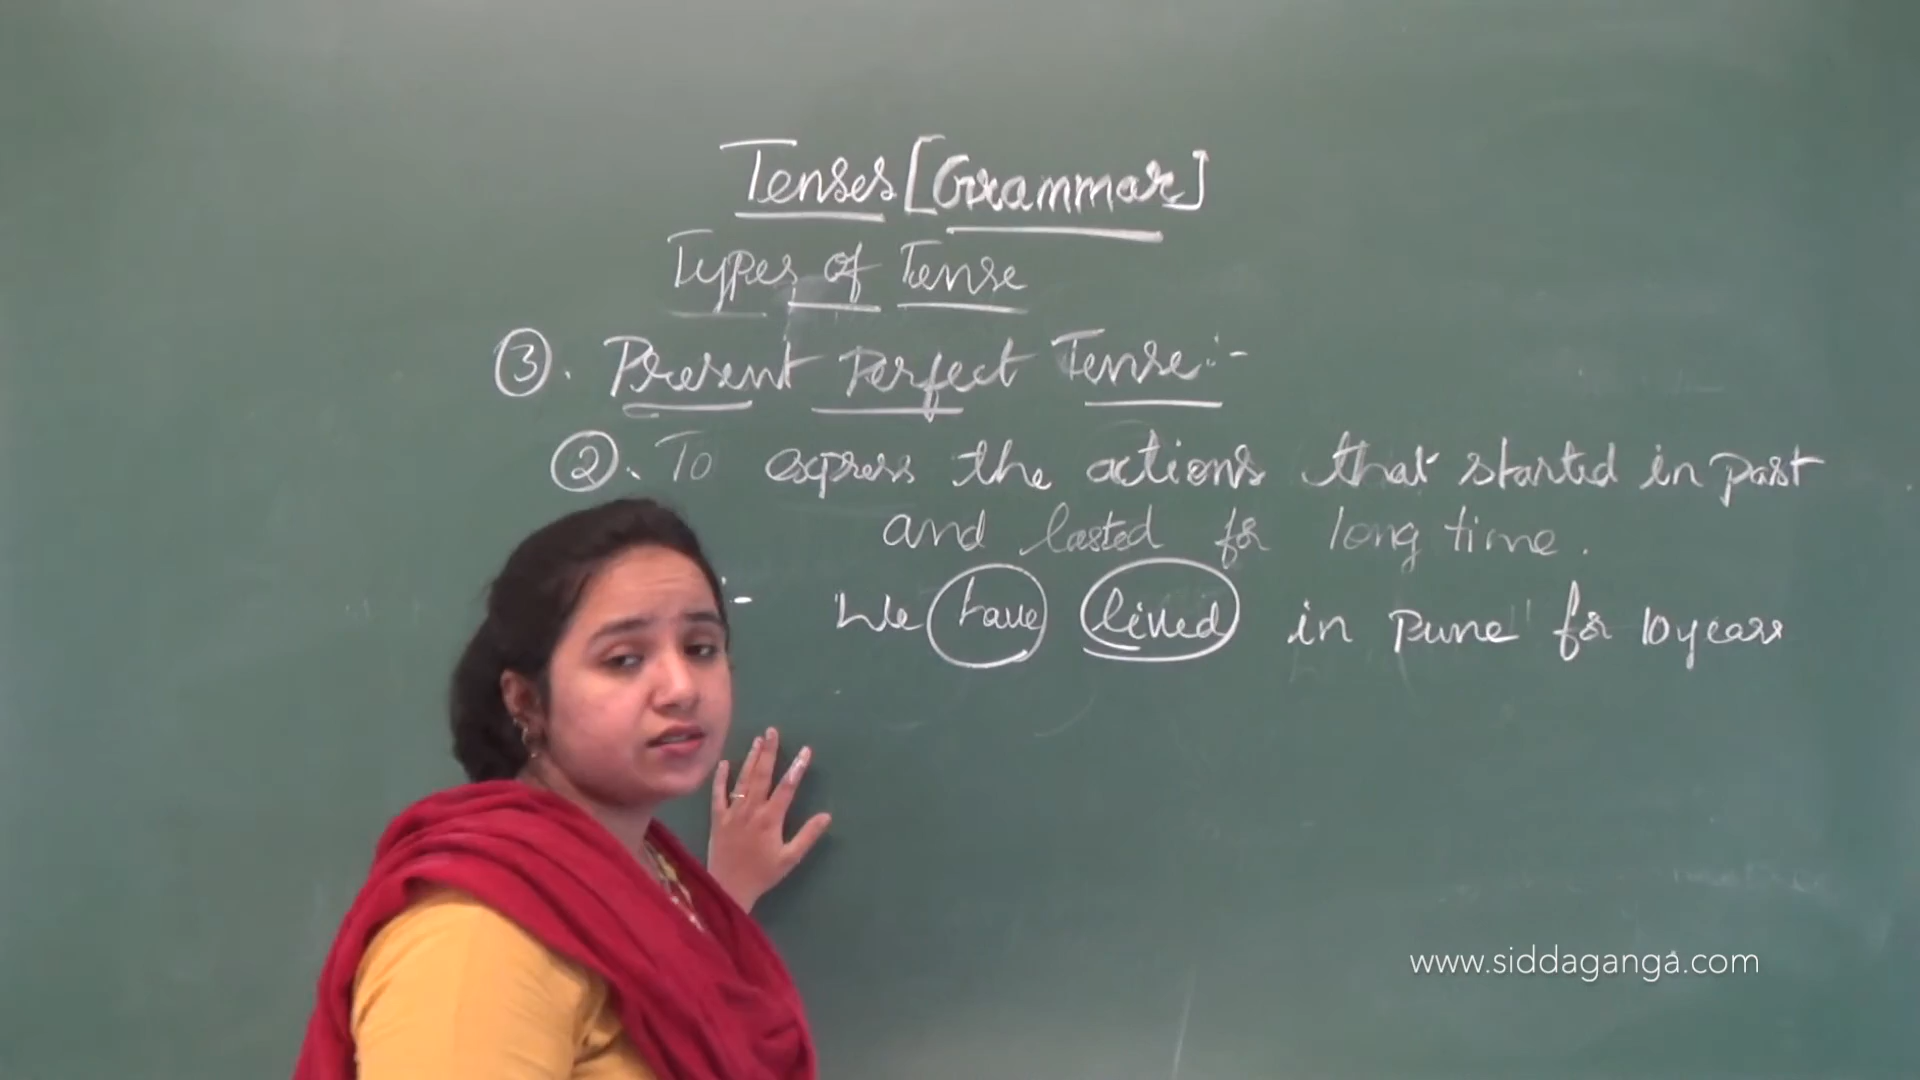 Tenses [Grammar]
Types of Tense
③. Present Perfect Tense:-
②. To express the actions that started in past
and lasted for long time.
:- We have lived in Pune for 10 years
www.siddaganga.com